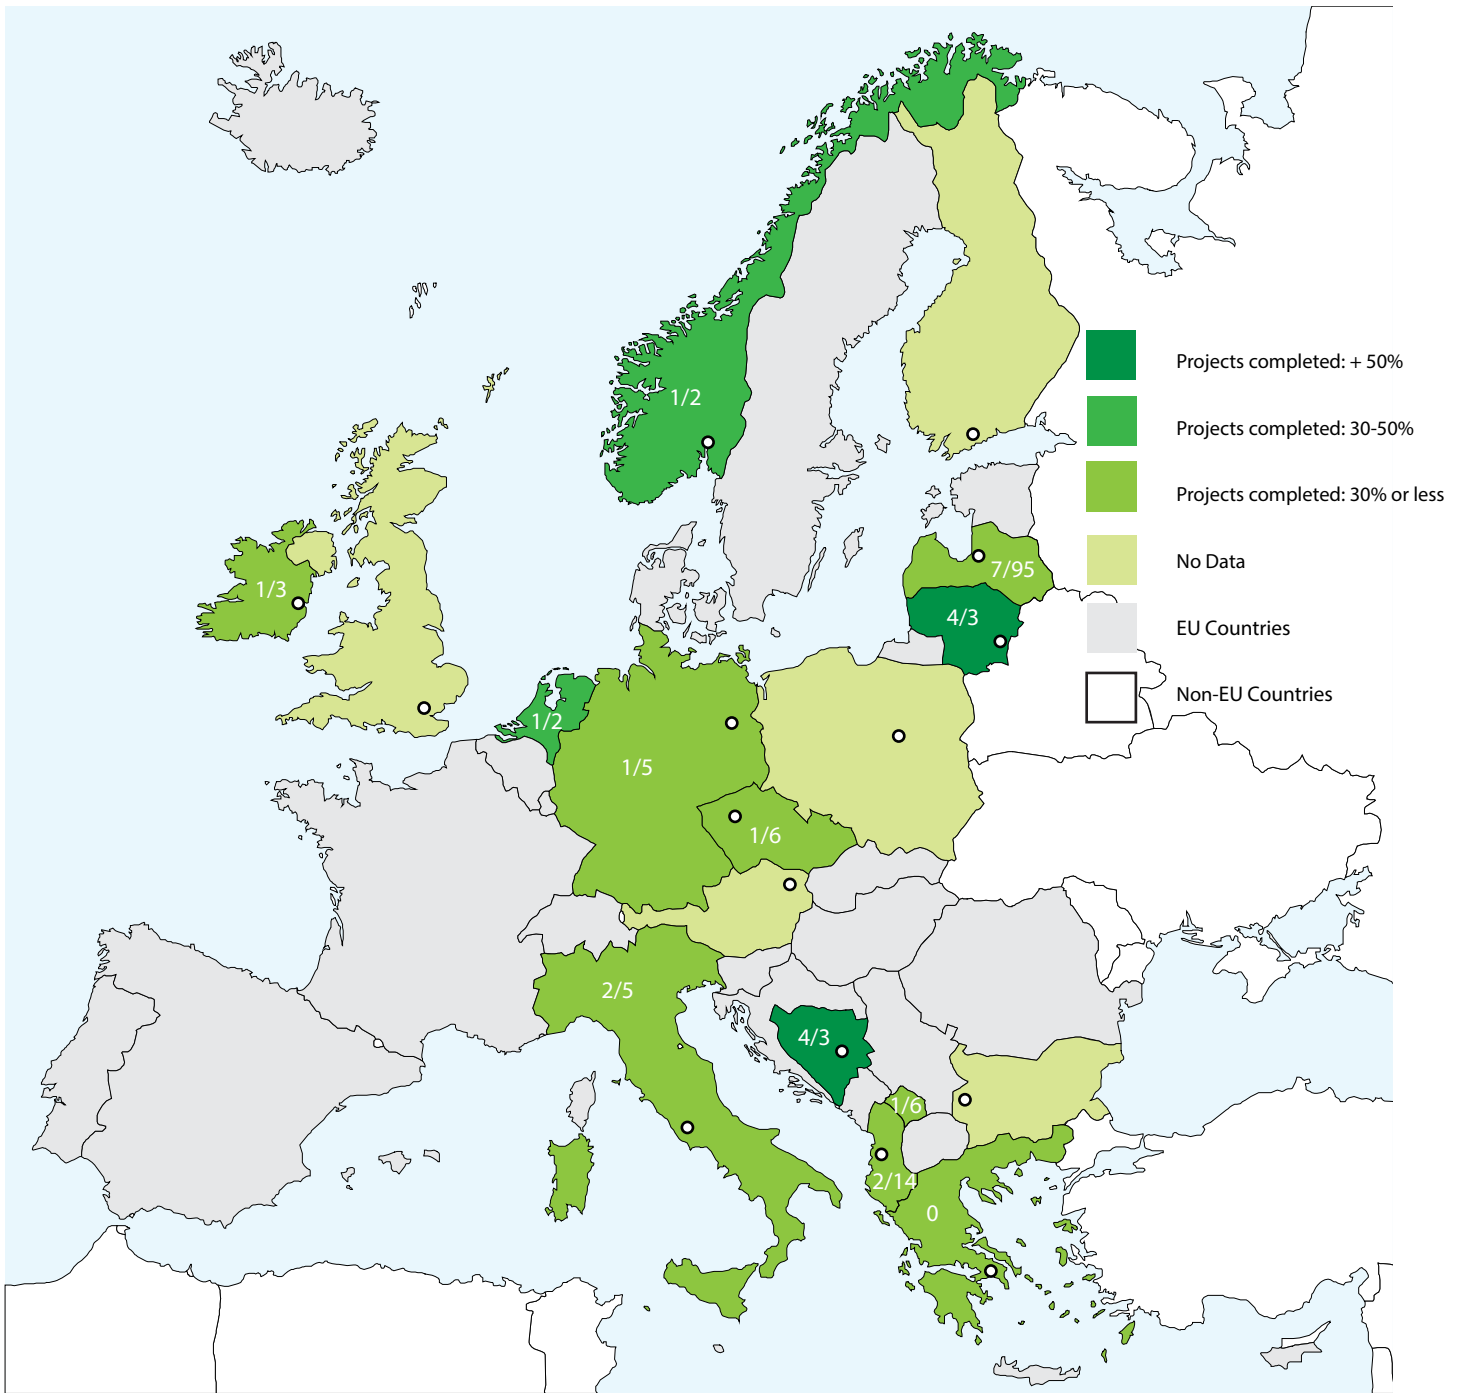 1/2
Projects completed: + 50%
Projects completed: 30-50%
Projects completed: 30% or less
No Data
EU Countries
Non-EU Countries
1/3
7/95
4/3
1/2
1/5
1/6
2/5
4/3
1/6
2/14
0